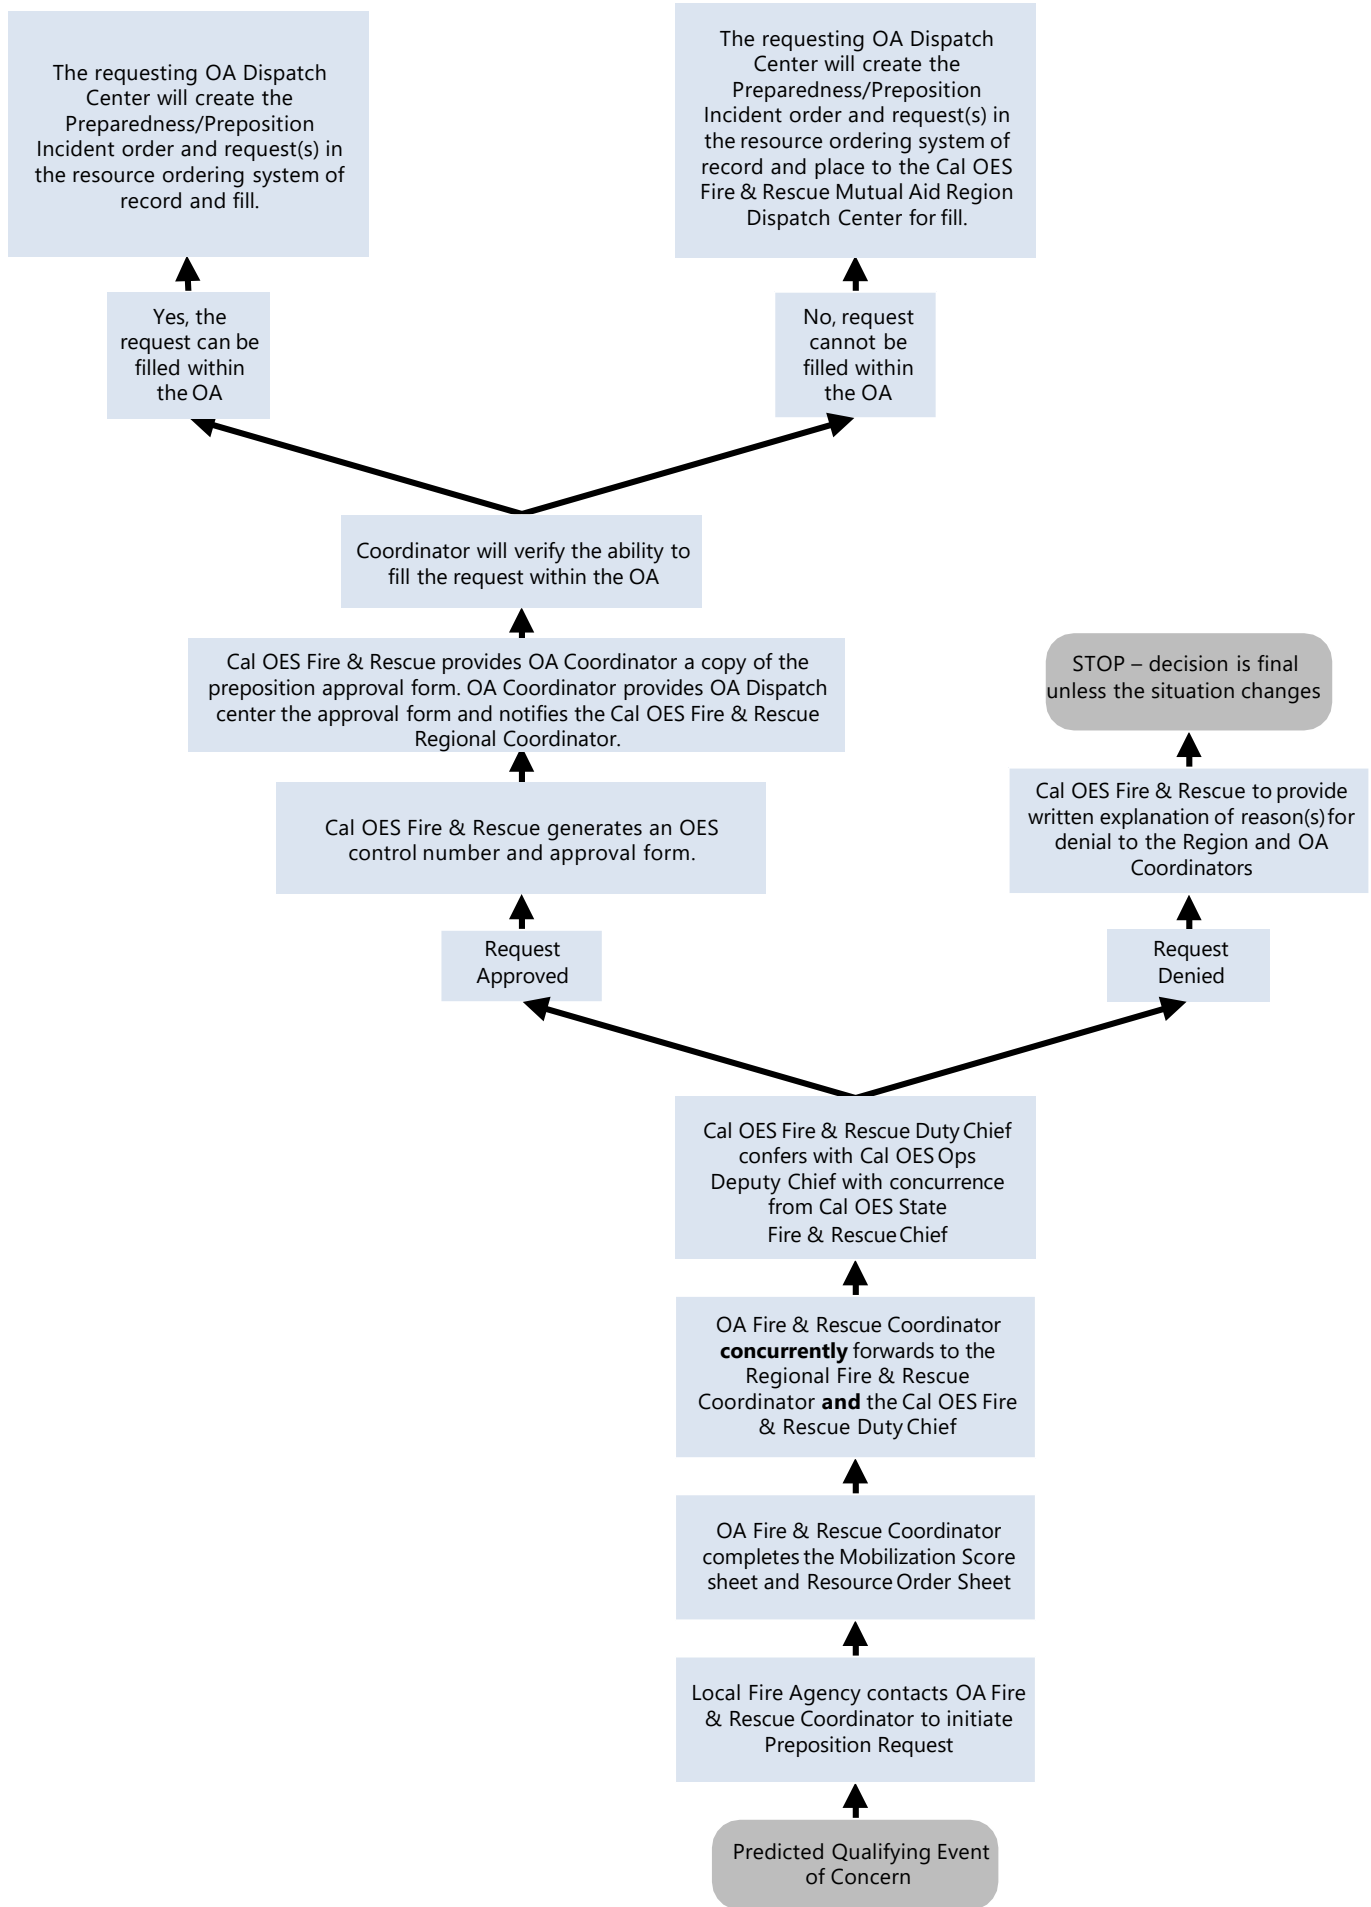 The requesting OA Dispatch
Center will create the
Preparedness/Preposition
Incident order and request(s) in
the resource ordering system of
record and fill.
The requesting OA Dispatch
Center will create the
Preparedness/Preposition
Incident order and request(s) in
the resource ordering system of
record and place to the Cal OES
Fire & Rescue Mutual Aid Region
Dispatch Center for fill.
Yes, the
request can be
filled within
the OA
No, request
cannot be
filled within
the OA
Coordinator will verify the ability to
fill the request within the OA
Cal OES Fire & Rescue provides OA Coordinator a copy of the
preposition approval form. OA Coordinator provides OA Dispatch
center the approval form and notifies the Cal OES Fire & Rescue
Regional Coordinator.
STOP – decision is final
unless the situation changes
Cal OES Fire & Rescue generates an OES
control number and approval form.
Cal OES Fire & Rescue to provide
written explanation of reason(s) for
denial to the Region and OA
Coordinators
Request
Approved
Request
Denied
Cal OES Fire & Rescue Duty Chief
confers with Cal OES Ops
Deputy Chief with concurrence
from Cal OES State
Fire & Rescue Chief
OA Fire & Rescue Coordinator
concurrently forwards to the
Regional Fire & Rescue
Coordinator and the Cal OES Fire
& Rescue Duty Chief
OA Fire & Rescue Coordinator
completes the Mobilization Score
sheet and Resource Order Sheet
Local Fire Agency contacts OA Fire
& Rescue Coordinator to initiate
Preposition Request
Predicted Qualifying Event
of Concern